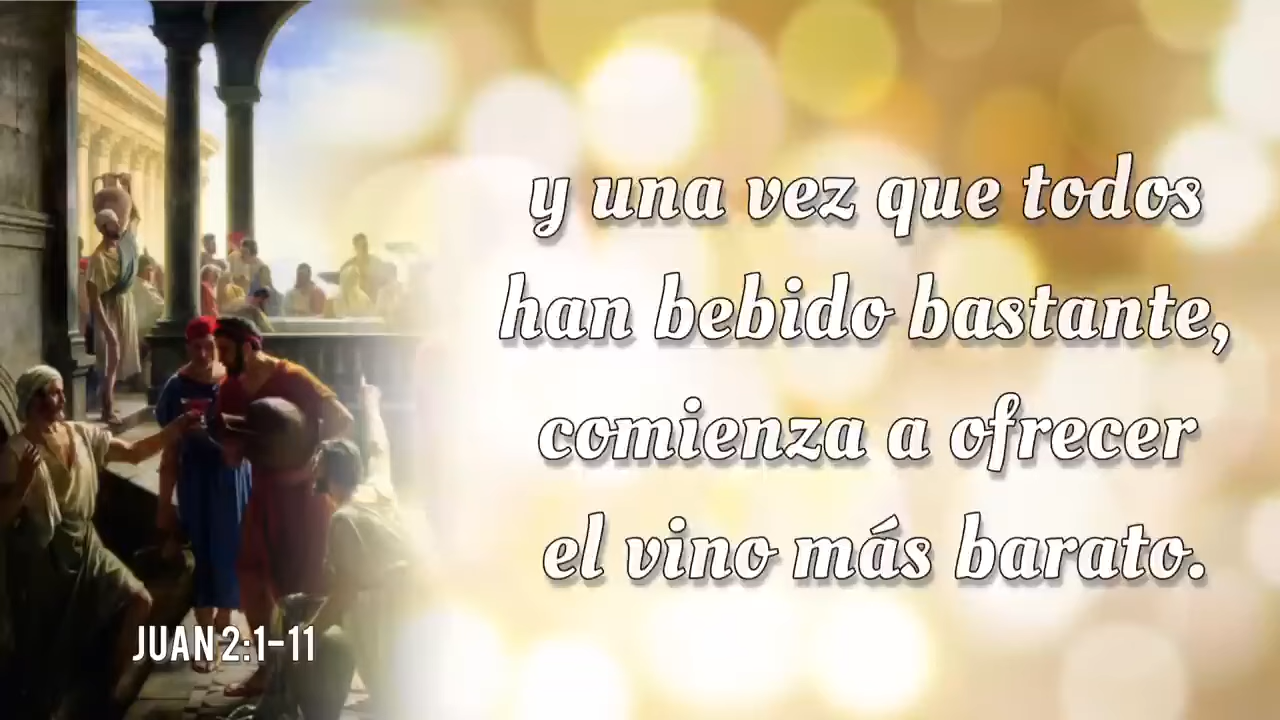 y una vez que todos
han bebido bastante,
comienza a ofrecer
el vino más barato.
JUAN 2:1-11